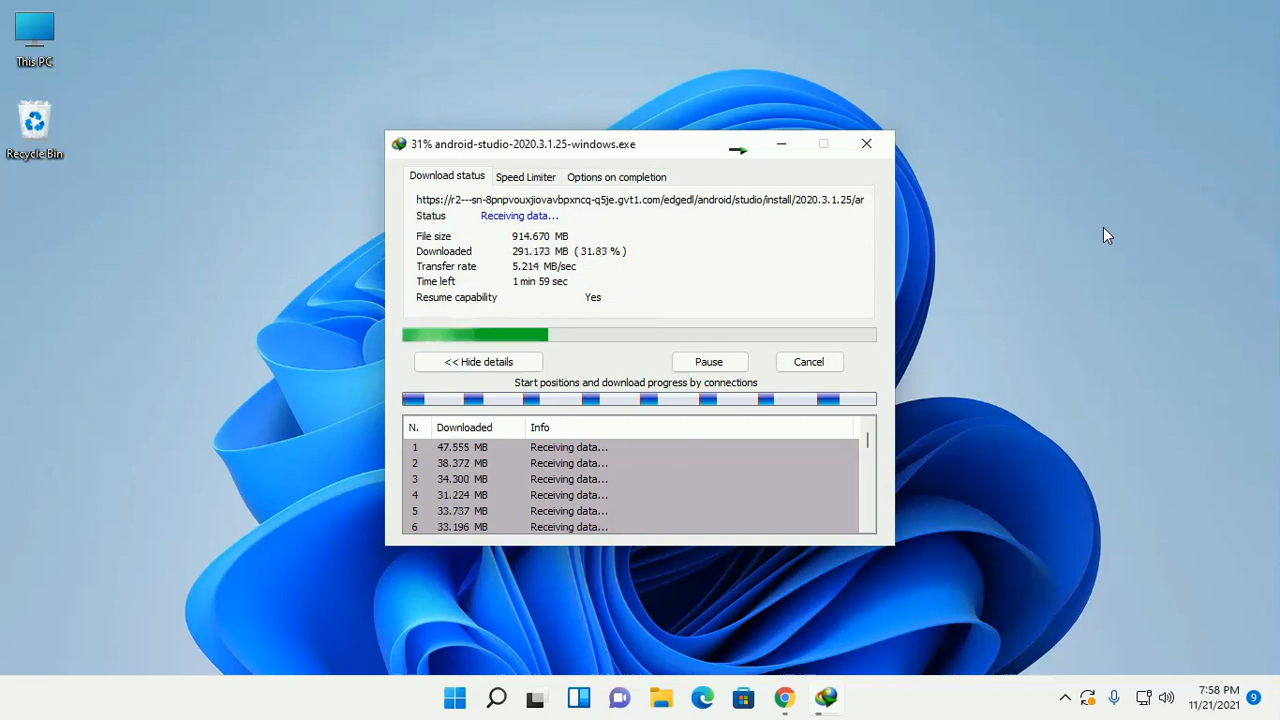 This PC
Recycle Bin
31% android-studio-2020.3.1.25-windows.exe
Download status Speed Limiter Options on completion
https://r2---sn-8pnpvouxjiovavbpxncq-q5je.gvt1.com/edgedl/android/studio/install/2020.3.1.25/ar
Status Receiving data...
File size 914.670 MB
Downloaded 291.173 MB ( 31.83 % )
Transfer rate 5.214 MB/sec
Time left 1 min 59 sec
Resume capability Yes
<< Hide details Pause Cancel
Start positions and download progress by connections
N. Downloaded Info
1 47.555 MB Receiving data...
2 38.372 MB Receiving data...
3 34.300 MB Receiving data...
4 31.224 MB Receiving data...
5 33.737 MB Receiving data...
6 33.196 MB Receiving data...
7:58 PM
11/21/2021 9